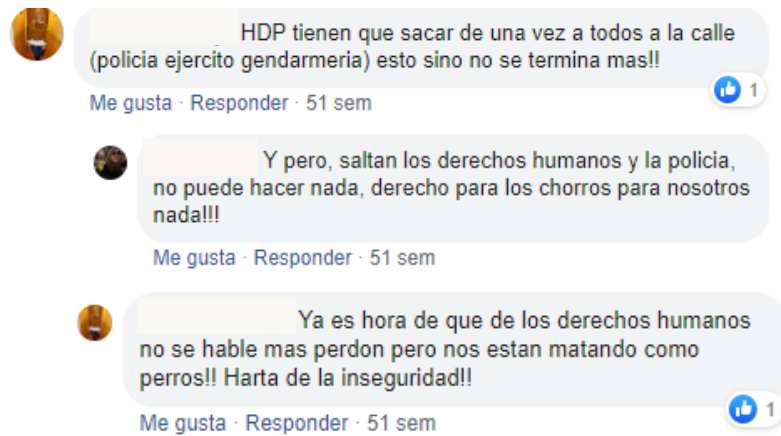 HDP tienen que sacar de una vez a todos a la calle
(policia ejercito gendarmeria) esto sino no se termina mas!!
1
Me gusta · Responder · 51 sem
Y pero, saltan los derechos humanos y la policia,
no puede hacer nada, derecho para los chorros para nosotros
nada!!!
Me gusta · Responder · 51 sem
Ya es hora de que de los derechos humanos
no se hable mas perdon pero nos estan matando como
perros!! Harta de la inseguridad!!
1
Me gusta · Responder · 51 sem